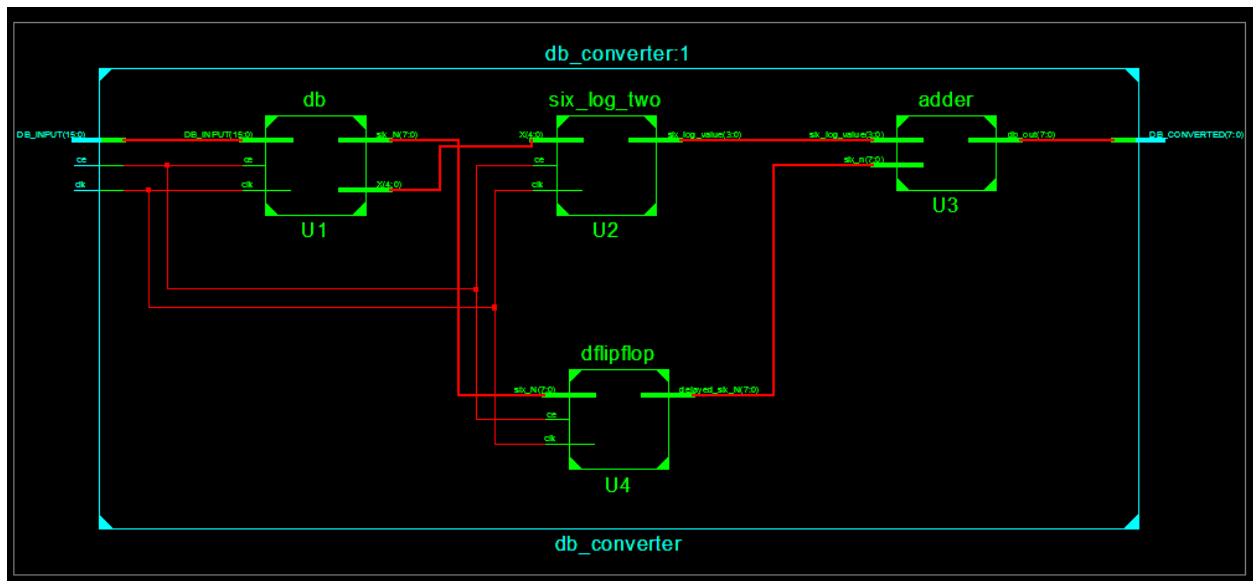 db_converter:1
db
six_log_two
adder
DB_INPUT(15:0)
DB_INPUT(15:0)
six_N(7:0)
X(4:0)
six_log_value(3:0)
six_log_value(3:0)
db_out(7:0)
DB_CONVERTED(7:0)
ce
ce
ce
six_n(7:0)
clk
clk
X(4:0)
clk
U1
U2
U3
dflipflop
six_N(7:0)
delayed_six_N(7:0)
ce
clk
U4
db_converter